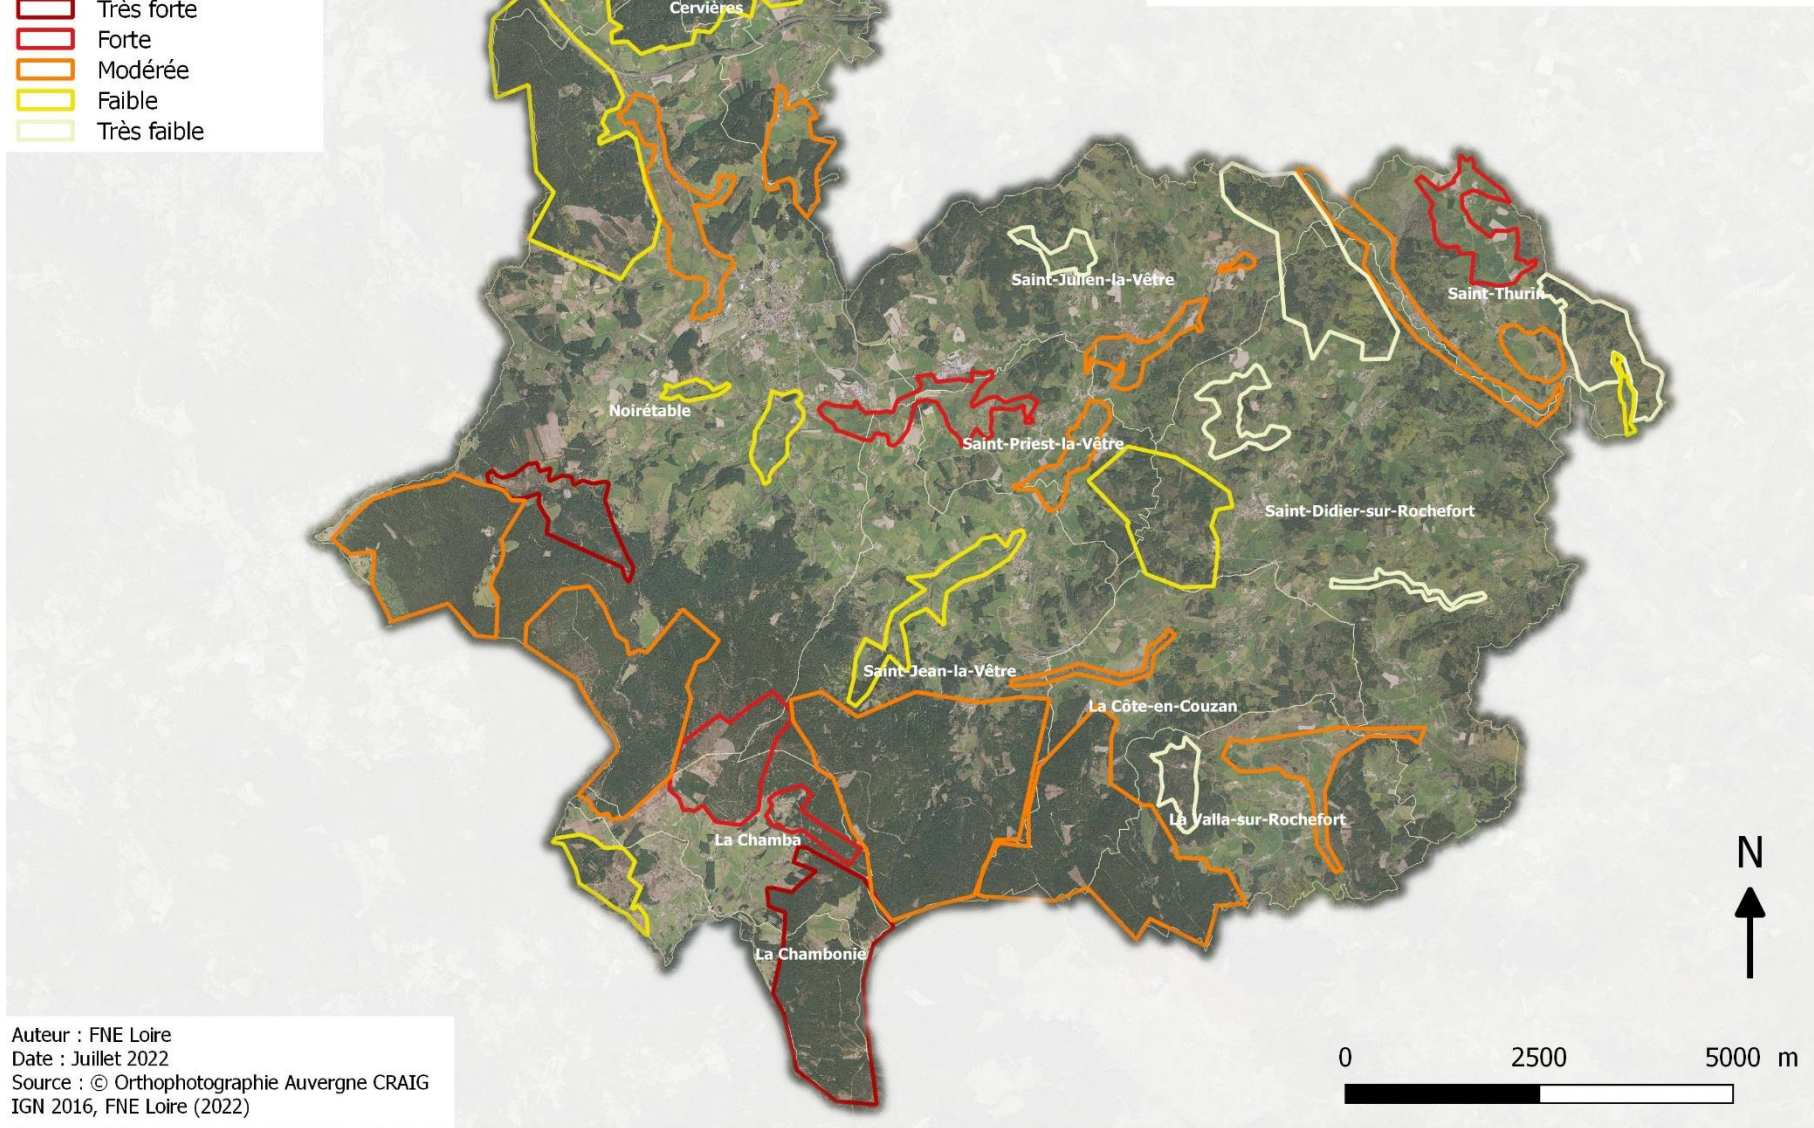 Très forte
Forte
Modérée
Faible
Très faible
Cervières
Saint-Julien-la-Vêtre
Saint-Thurin
Noirétable
Saint-Priest-la-Vêtre
Saint-Didier-sur-Rochefort
Saint-Jean-la-Vêtre
La Côte-en-Couzan
La Valla-sur-Rochefort
La Chamba
La Chambonie
N
0 2500 5000 m
Auteur : FNE Loire
Date : Juillet 2022
Source : © Orthophotographie Auvergne CRAIG
IGN 2016, FNE Loire (2022)